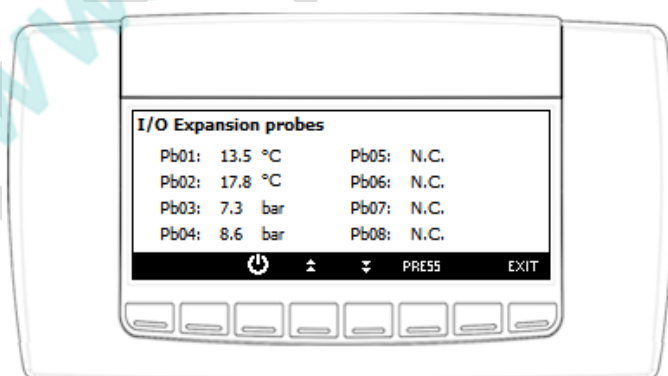 I/O Expansion probes
Pb01: 13.5 °C Pb05: N.C.
Pb02: 17.8 °C Pb06: N.C.
Pb03: 7.3 bar Pb07: N.C.
Pb04: 8.6 bar Pb08: N.C.
PRESS EXIT